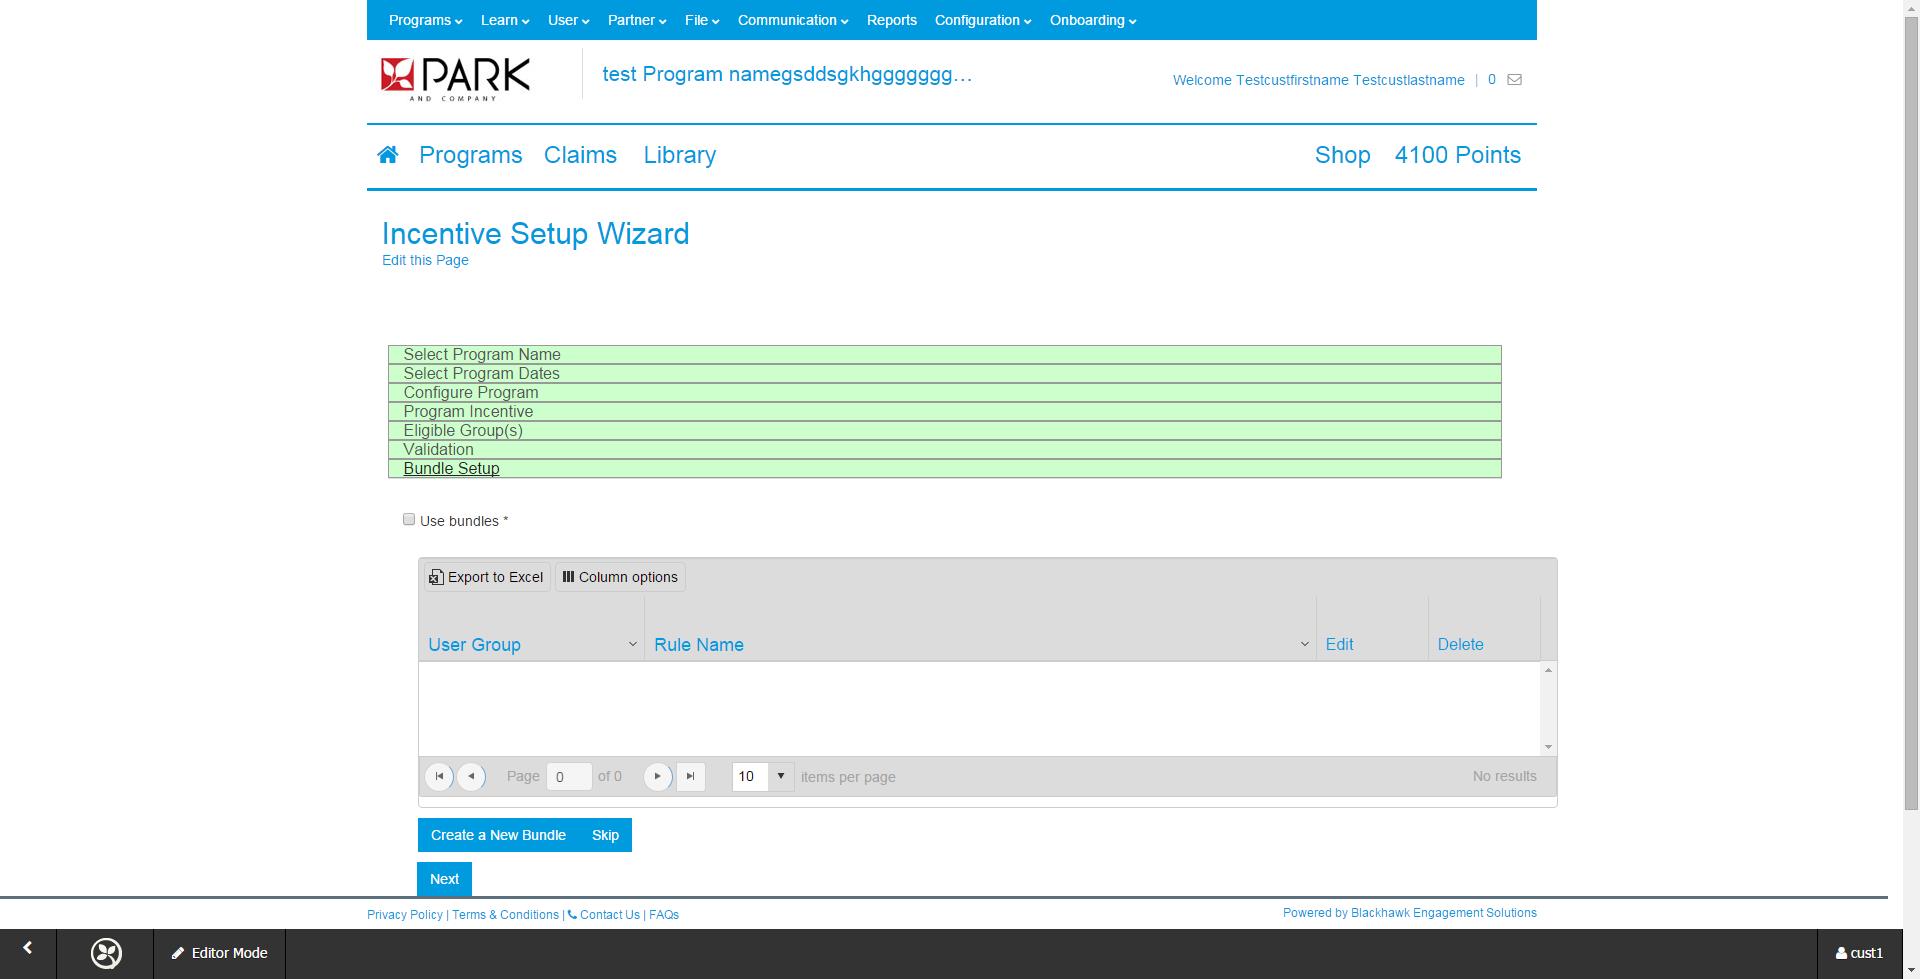 Programs Learn User Partner File Communication Reports Configuration Onboarding
PARK
AND COMPANY
test Program namegsddsgkhggggggg...
Welcome Testcustfirstname Testcustlastname | 0
Programs Claims Library Shop 4100 Points
Incentive Setup Wizard
Edit this Page
Select Program Name
Select Program Dates
Configure Program
Program Incentive
Eligible Group(s)
Validation
Bundle Setup
Use bundles *
Export to Excel Column options
User Group Rule Name Edit Delete
Page 0 of 0 10 items per page No results
Create a New Bundle Skip
Next
Privacy Policy | Terms & Conditions | Contact Us | FAQs Powered by Blackhawk Engagement Solutions
Editor Mode cust1